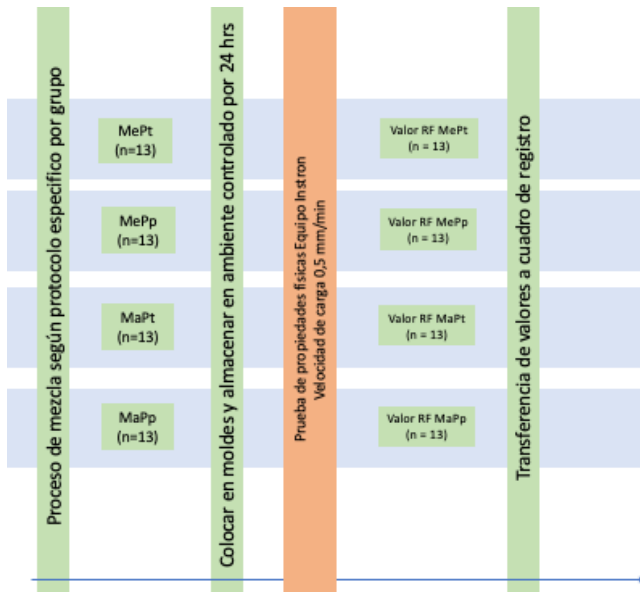 Proceso de mezcla según protocolo específico por grupo
MePt
(n=13)
MePp
(n=13)
MaPt
(n=13)
MaPp
(n=13)
Colocar en moldes y almacenar en ambiente controlado por 24 hrs
Prueba de propiedades físicas Equipo Instron
Velocidad de carga 0,5 mm/min
Valor RF MePt
(n = 13)
Valor RF MePp
(n = 13)
Valor RF MaPt
(n = 13)
Valor RF MaPp
(n = 13)
Transferencia de valores a cuadro de registro